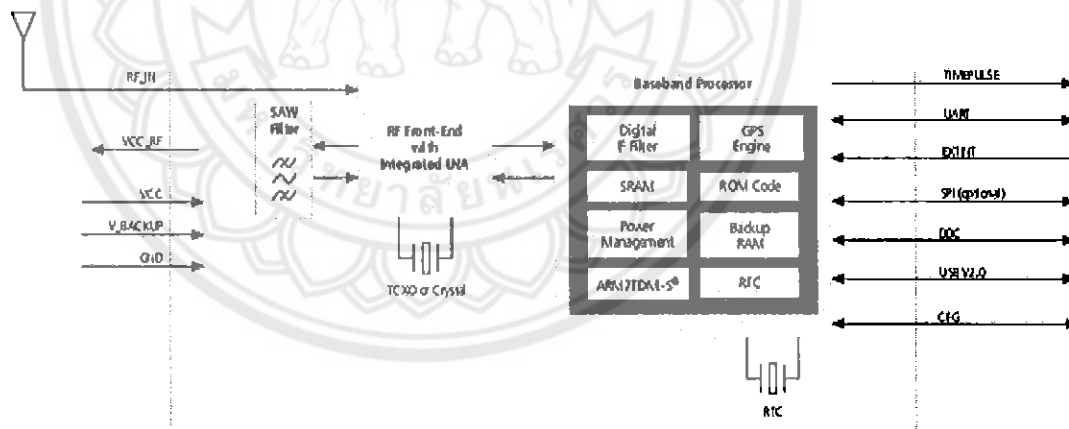 RF_IN
VCC_RF
VCC
V_BACKUP
GND
SAW
Filter
RF Front-End
with
Integrated LNA
TCXO or Crystal
Baseband Processor
Digital
IF Filter
GPS
Engine
SRAM
ROM Code
Power
Management
Backup
RAM
ARM7TDMI-S®
RTC
RTC
TIMEPULSE
UART
EXTINT
SPI (optional)
DDC
USB V2.0
CFG